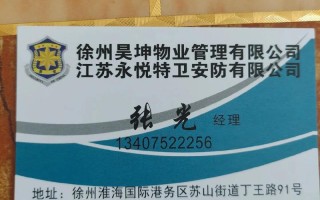 徐州昊坤物业管理有限公司
江苏永悦特卫安防有限公司
张光 经理
13407522256
地址：徐州淮海国际港务区苏山街道丁王路91号